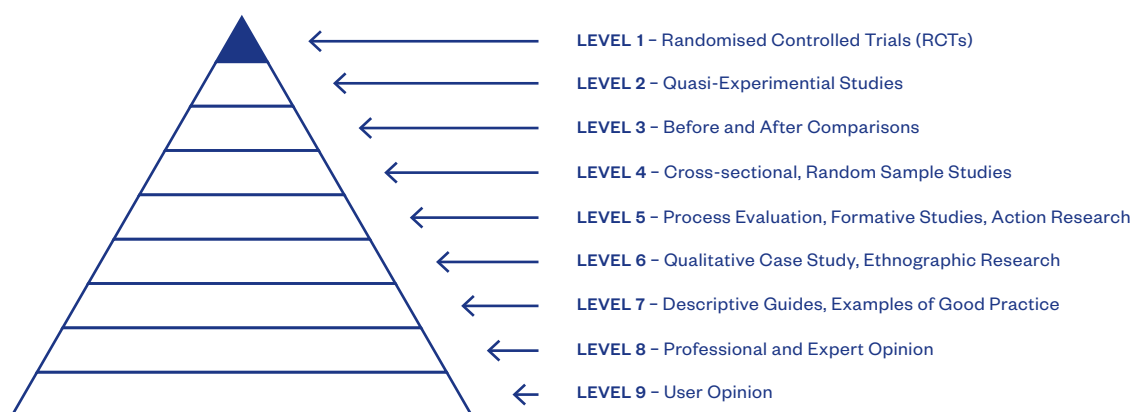 LEVEL 1 – Randomised Controlled Trials (RCTs)
LEVEL 2 – Quasi-Experimental Studies
LEVEL 3 – Before and After Comparisons
LEVEL 4 – Cross-sectional, Random Sample Studies
LEVEL 5 – Process Evaluation, Formative Studies, Action Research
LEVEL 6 – Qualitative Case Study, Ethnographic Research
LEVEL 7 – Descriptive Guides, Examples of Good Practice
LEVEL 8 – Professional and Expert Opinion
LEVEL 9 – User Opinion